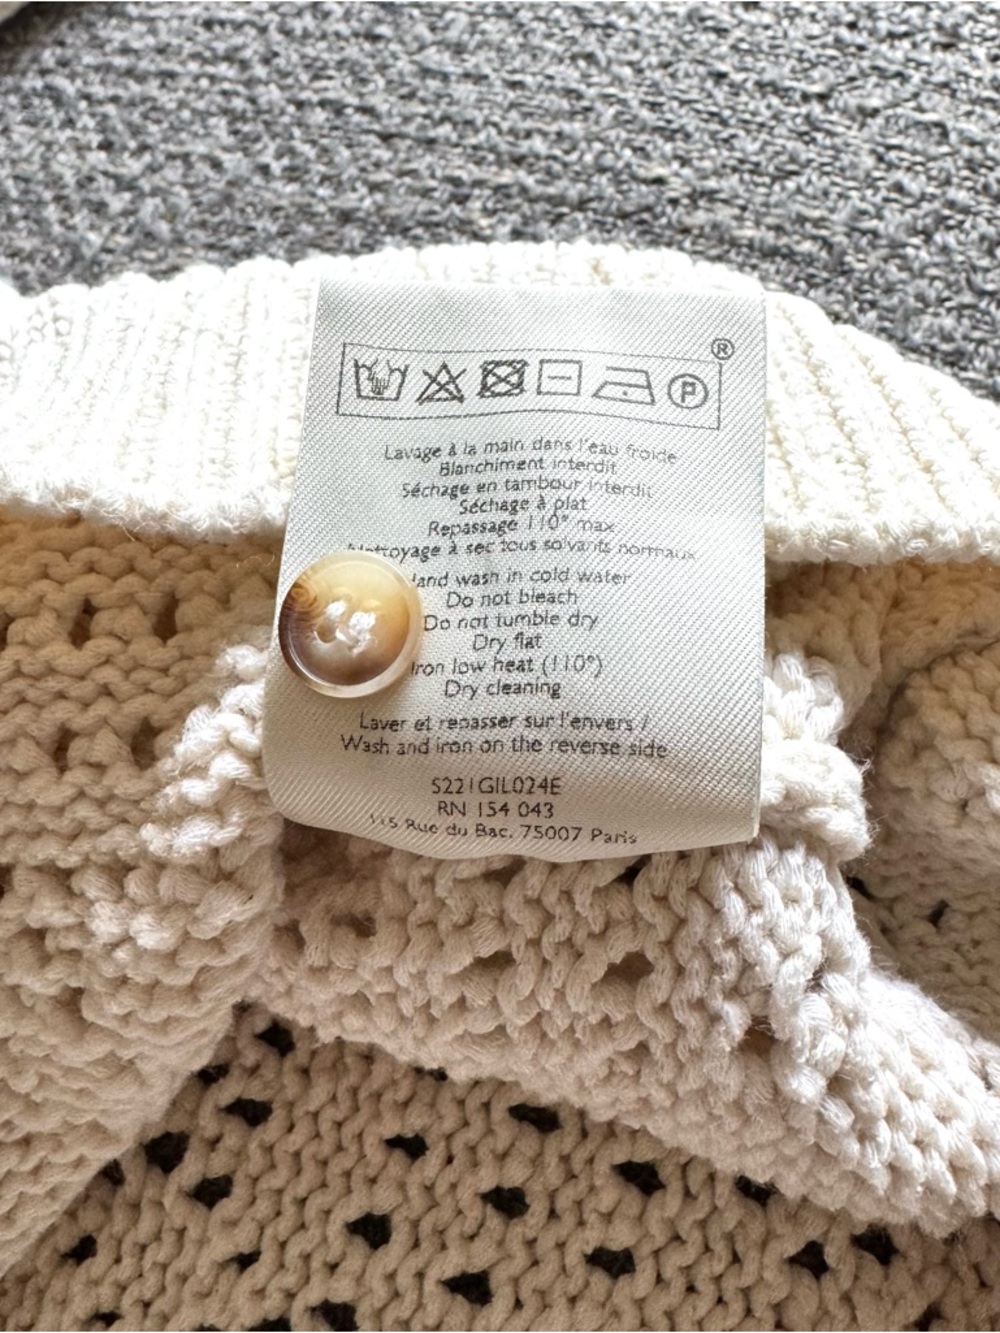 ®
P
Lavage à la main dans l'eau froide
Blanchiment interdit
Séchage en tambour interdit
Séchage à plat
Repassage 110° max
à sec tous solvants normaux
wash in cold water
Do not bleach
Do not tumble dry
Dry flat
Iron low heat (110°)
Dry cleaning
Laver et repasser sur l'envers /
Wash and iron on the reverse side
S221GIL024E
RN 154 043
115 Rue du Bac. 75007 Paris